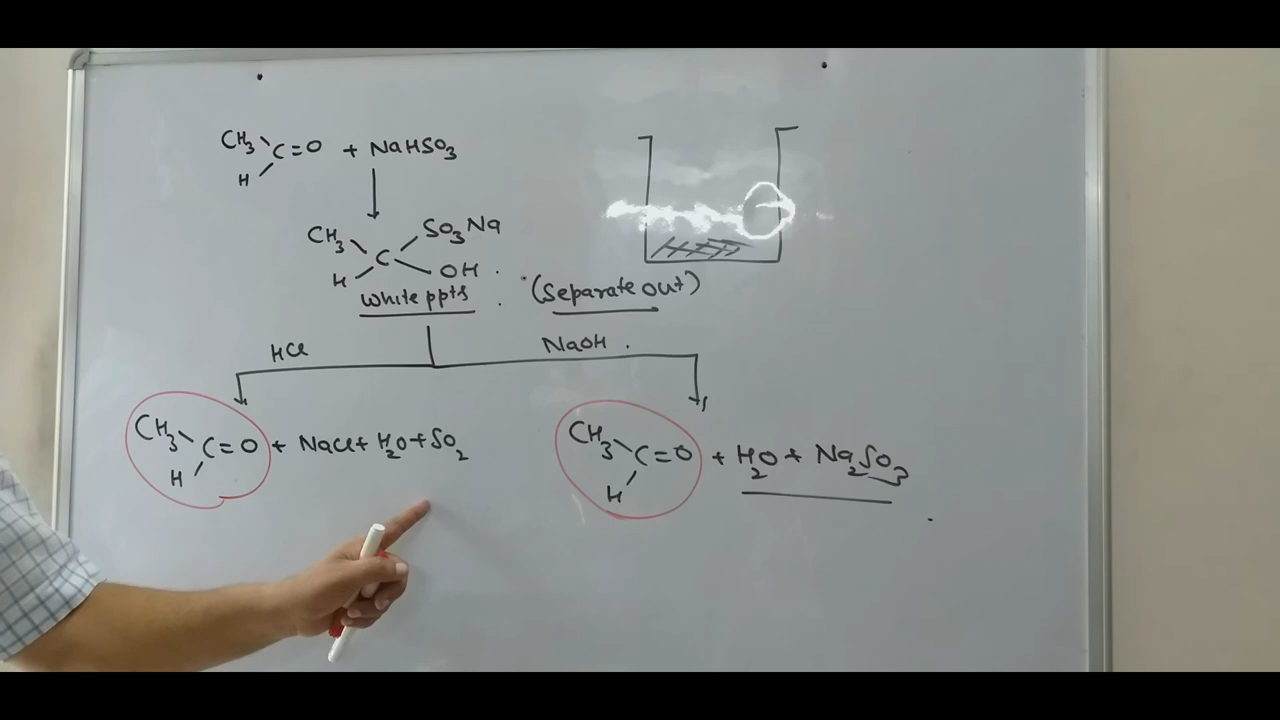 CH3 C=O + NaHSO3
H
CH3 C SO3Na
H OH .
White ppts . (Separate out)
HCl NaOH .
CH3 C=O + NaCl + H2O + SO2
H
CH3 C=O + H2O + Na2SO3
H